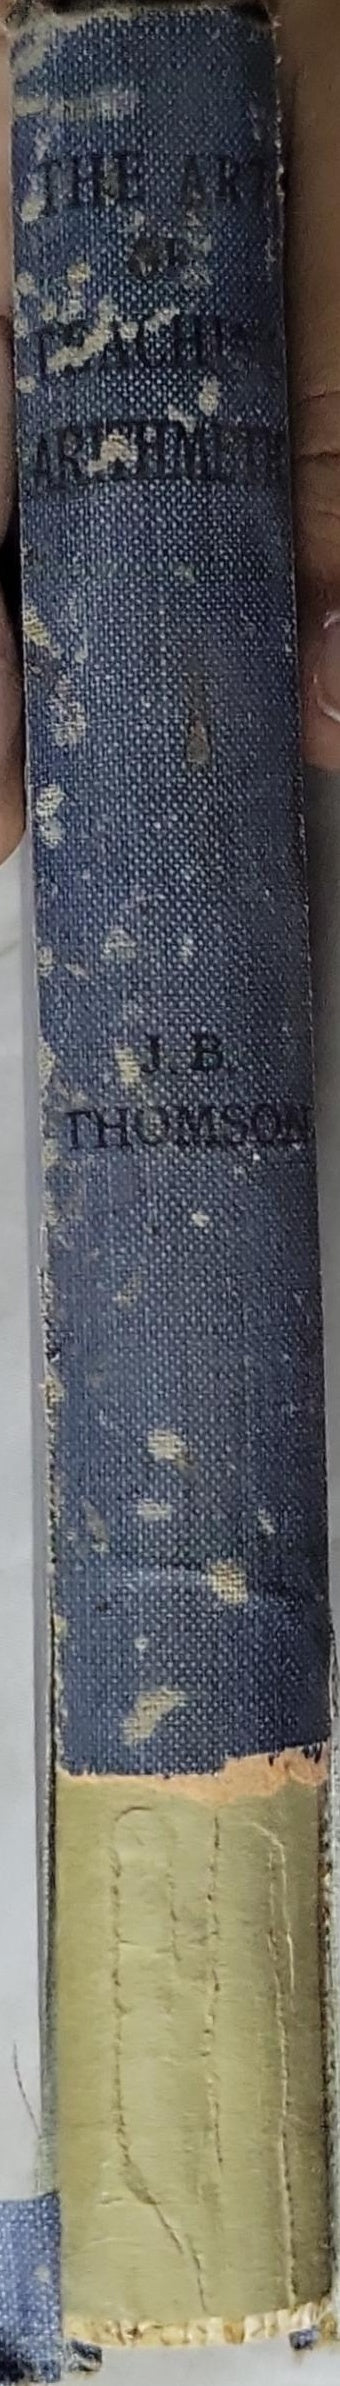 THE ART
OF
TEACHING
ARITHMETIC
J. B.
THOMSON